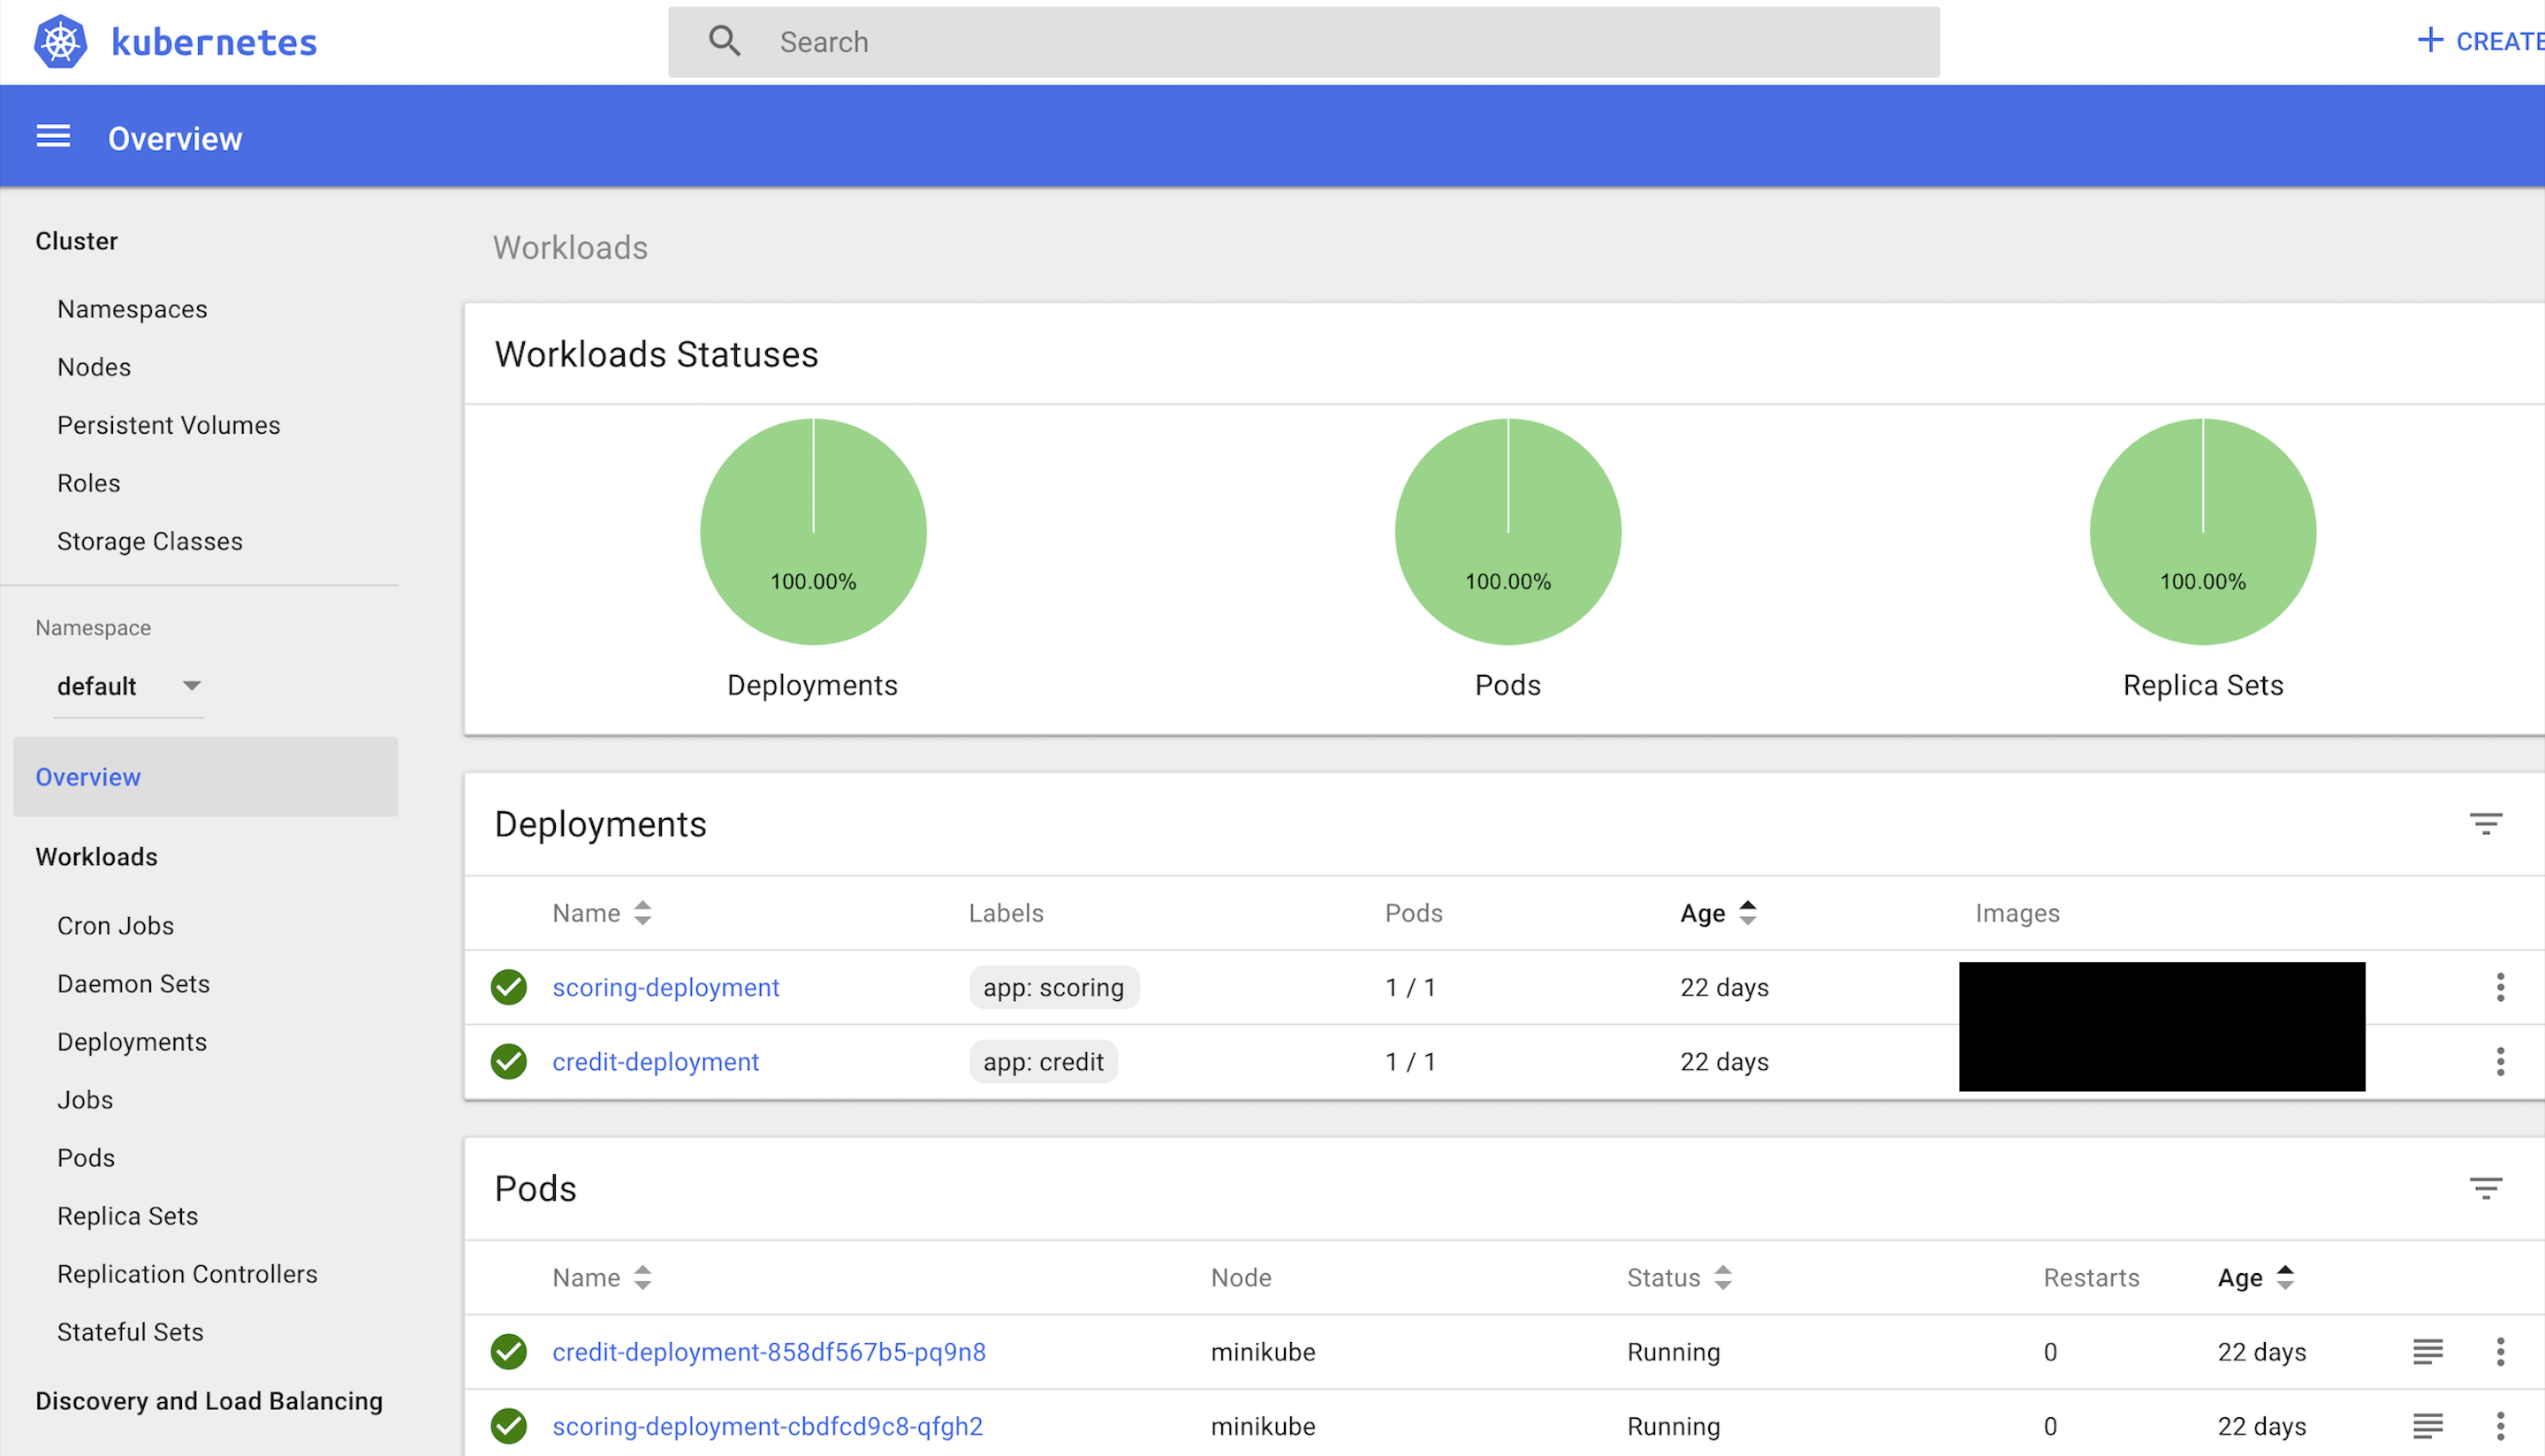 kubernetes
Search
+ CREATE
Overview
Cluster
Namespaces
Nodes
Persistent Volumes
Roles
Storage Classes
Namespace
default
Overview
Workloads
Cron Jobs
Daemon Sets
Deployments
Jobs
Pods
Replica Sets
Replication Controllers
Stateful Sets
Discovery and Load Balancing
Workloads
Workloads Statuses
100.00% 100.00% 100.00%
Deployments Pods Replica Sets
Deployments
Name Labels Pods Age Images
scoring-deployment app: scoring 1 / 1 22 days
credit-deployment app: credit 1 / 1 22 days
Pods
Name Node Status Restarts Age
credit-deployment-858df567b5-pq9n8 minikube Running 0 22 days
scoring-deployment-cbdfcd9c8-qfgh2 minikube Running 0 22 days